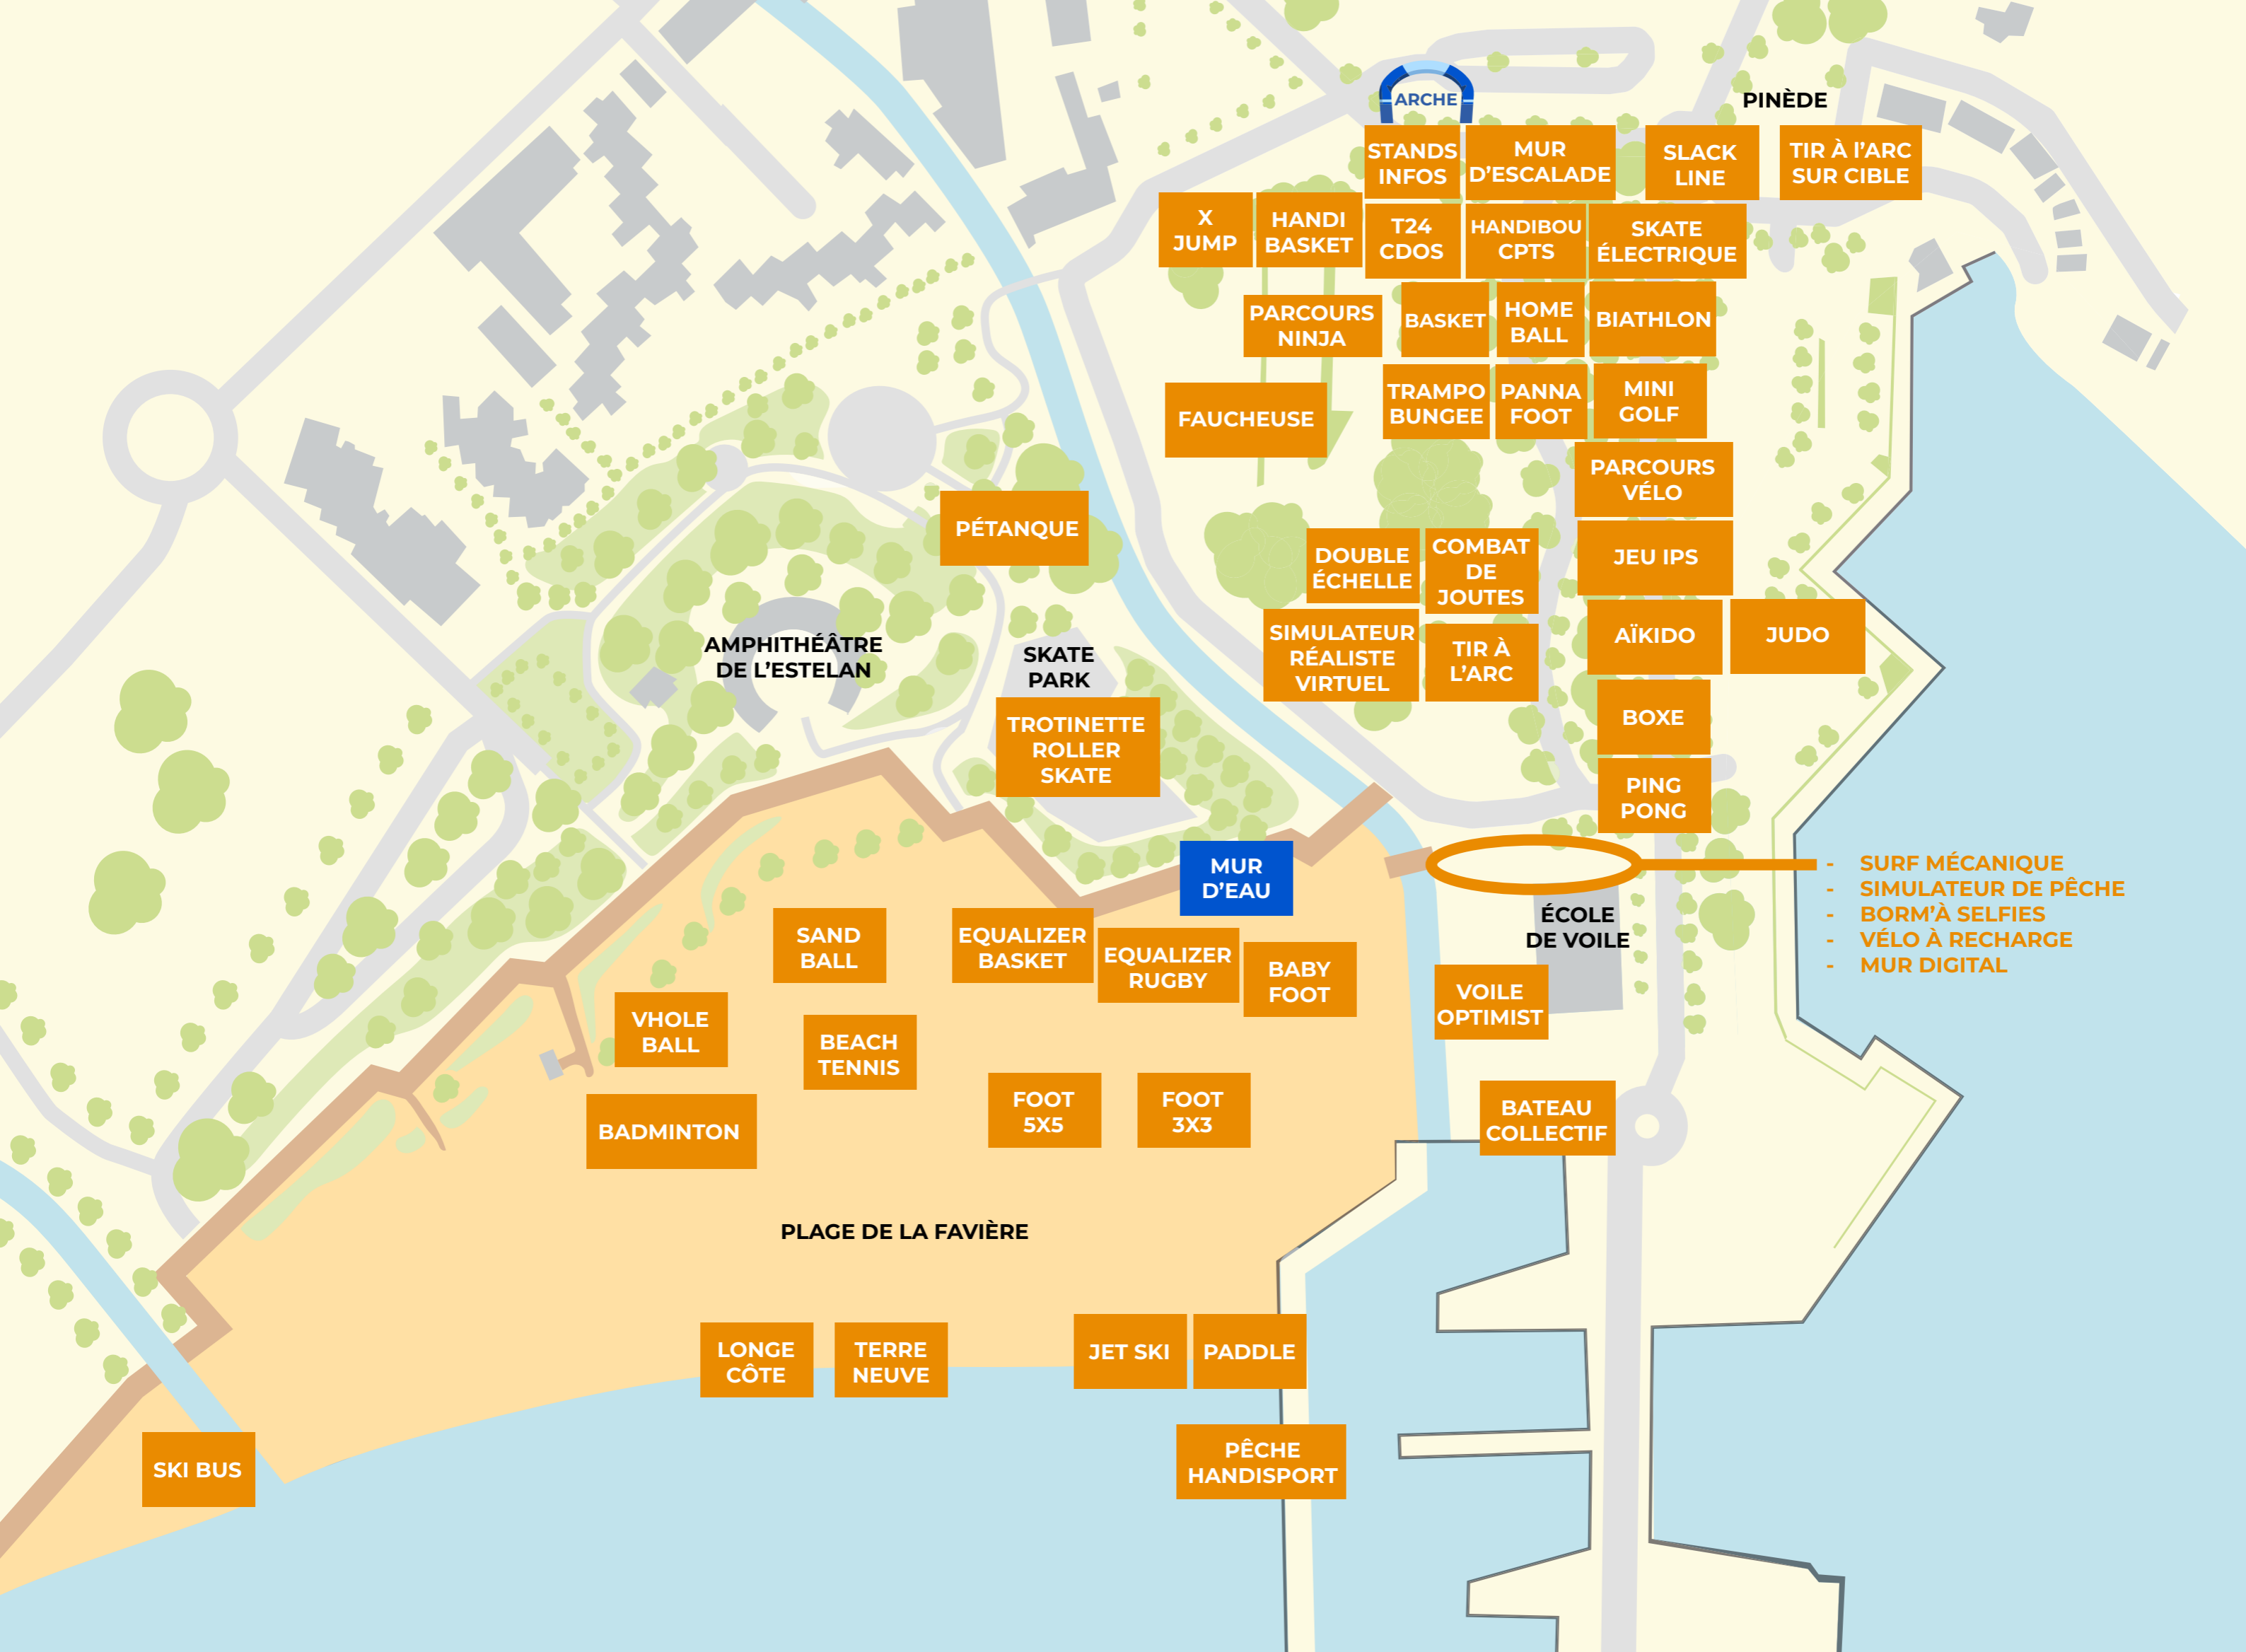 ARCHE
PINÈDE
STANDS
INFOS
MUR
D'ESCALADE
SLACK
LINE
TIR À l'ARC
SUR CIBLE
X
JUMP
HANDI
BASKET
T24
CDOS
HANDIBOU
CPTS
SKATE
ÉLECTRIQUE
PARCOURS
NINJA
BASKET
HOME
BALL
BIATHLON
FAUCHEUSE
TRAMPO
BUNGEE
PANNA
FOOT
MINI
GOLF
PARCOURS
VÉLO
PÉTANQUE
DOUBLE
ÉCHELLE
COMBAT
DE
JOUTES
JEU IPS
AMPHITHÉÂTRE
DE L'ESTELAN
SKATE
PARK
SIMULATEUR
RÉALISTE
VIRTUEL
TIR À
L'ARC
AÏKIDO
JUDO
TROTINETTE
ROLLER
SKATE
BOXE
PING
PONG
MUR
D'EAU
- SURF MÉCANIQUE
- SIMULATEUR DE PÊCHE
- BORM'À SELFIES
- VÉLO À RECHARGE
- MUR DIGITAL
ÉCOLE
DE VOILE
SAND
BALL
EQUALIZER
BASKET
EQUALIZER
RUGBY
BABY
FOOT
VOILE
OPTIMIST
VHOLE
BALL
BEACH
TENNIS
BADMINTON
FOOT
5X5
FOOT
3X3
BATEAU
COLLECTIF
PLAGE DE LA FAVIÈRE
LONGE
CÔTE
TERRE
NEUVE
JET SKI
PADDLE
SKI BUS
PÊCHE
HANDISPORT